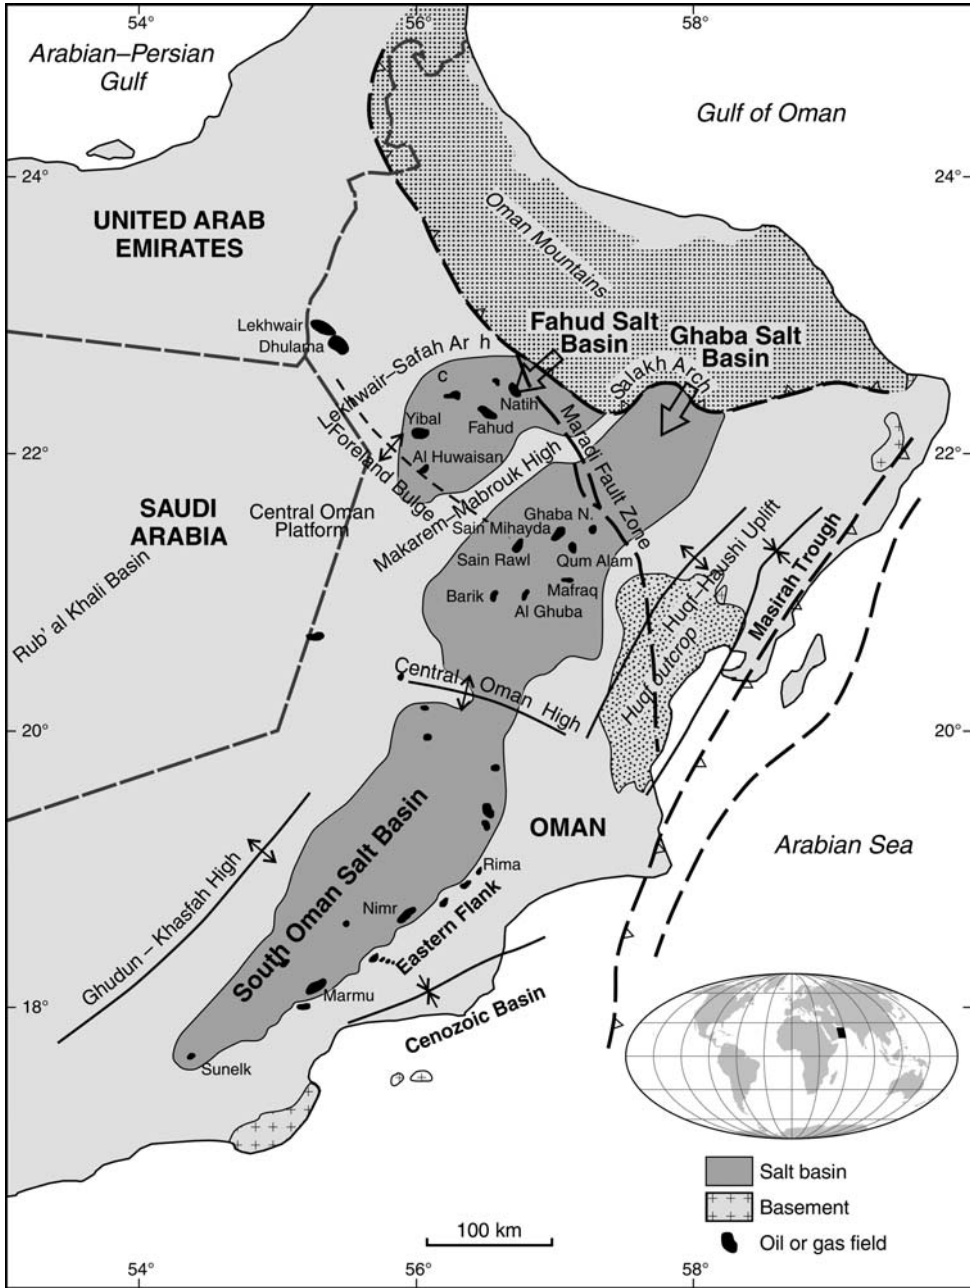 54°
56°
58°
Arabian–Persian
Gulf
Gulf of Oman
24°
24°
UNITED ARAB
EMIRATES
Oman Mountains
Lekhwair
Dhulama
Fahud Salt
Basin
Ghaba Salt
Basin
Lekhwair–Safah Ar h
c
Salakh Arch
Natih
Fahud
Yibal
Al Huwaisan
Maradi Fault Zone
22°
22°
/Foreland Bulge
Makarem–Mabrouk High
SAUDI
ARABIA
Central Oman
Platform
Ghaba N.
Sain Mihayda
Sain Rawl
Qum Alam
Mafraq
Barik
Al Ghuba
Huqf–Haushi Uplift
Masirah Trough
Rub' al Khali Basin
Huqf outcrop
Central Oman High
20°
20°
South Oman Salt Basin
OMAN
Arabian Sea
Rima
Nimr
Eastern Flank
Ghudun – Khasfah High
Marmu
18°
18°
Cenozoic Basin
Sunelk
Salt basin
Basement
Oil or gas field
100 km
54°
56°
58°